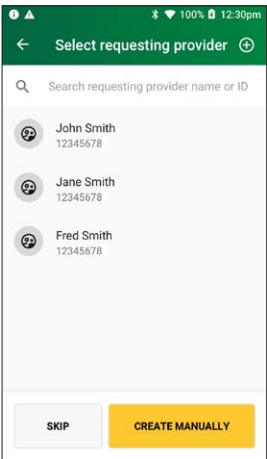 100% 12:30pm
Select requesting provider
Search requesting provider name or ID
John Smith
12345678
Jane Smith
12345678
Fred Smith
12345678
SKIP CREATE MANUALLY